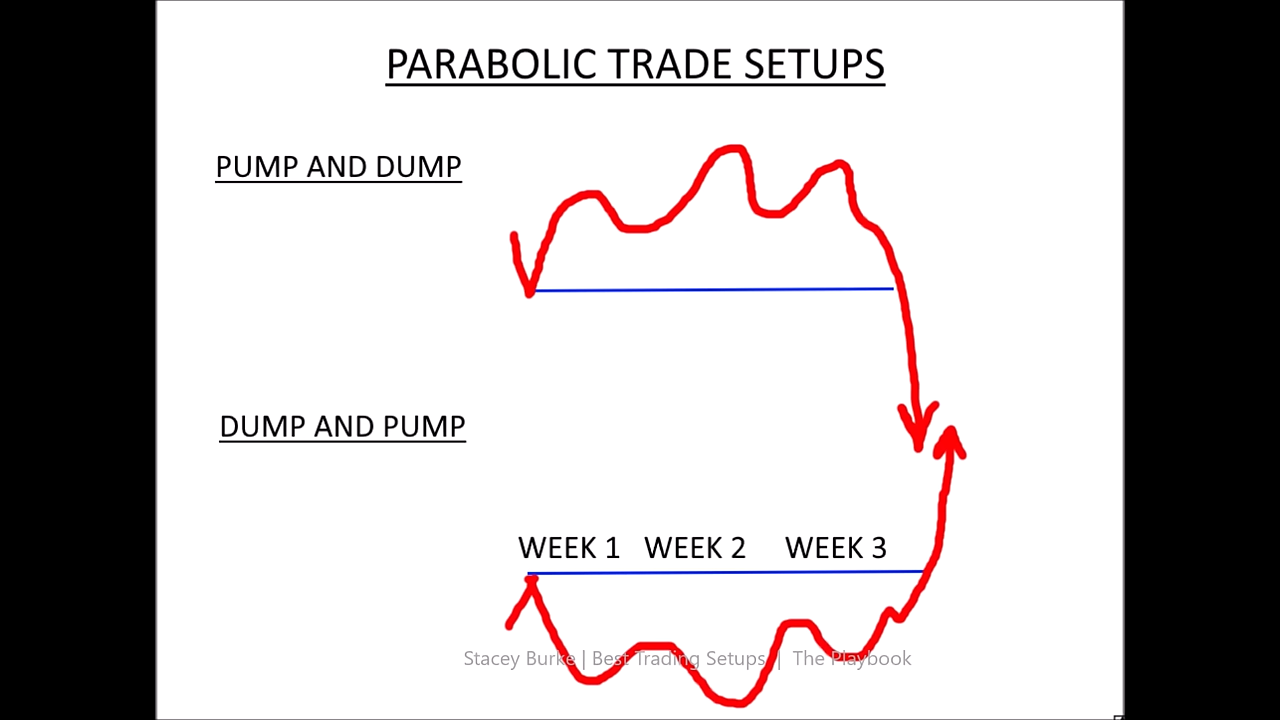 PARABOLIC TRADE SETUPS
PUMP AND DUMP
DUMP AND PUMP
WEEK 1 WEEK 2 WEEK 3
Stacey Burke | Best Trading Setups | The Playbook